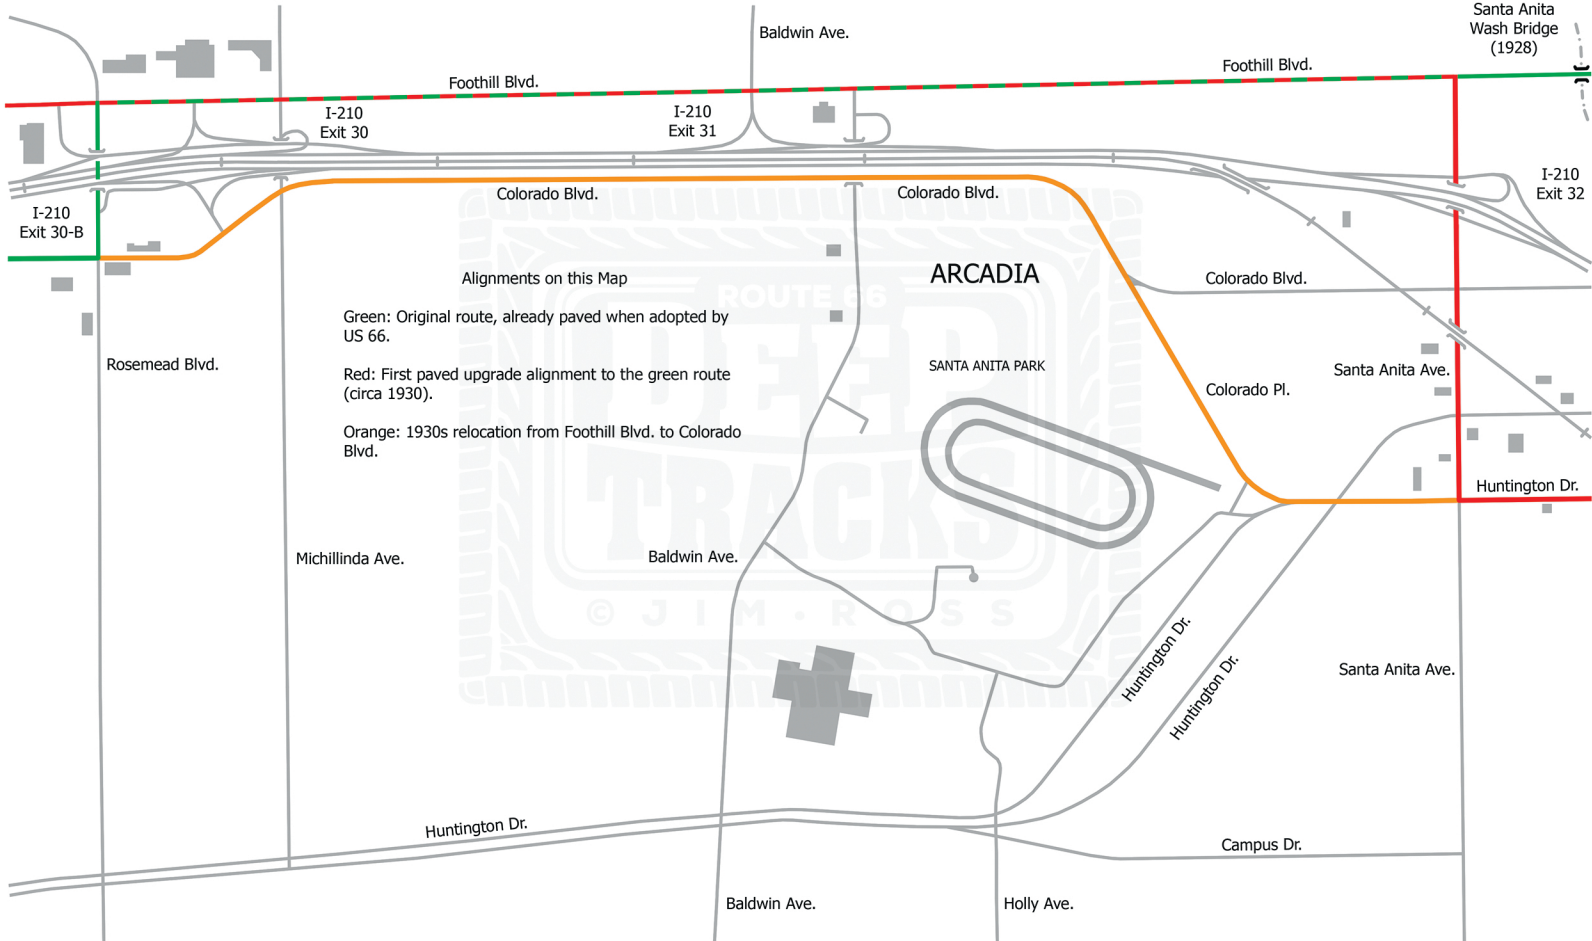 Santa Anita
Wash Bridge
(1928)
Baldwin Ave.
Foothill Blvd.
Foothill Blvd.
I-210
Exit 30
I-210
Exit 31
I-210
Exit 32
I-210
Exit 30-B
Colorado Blvd.
Colorado Blvd.
ARCADIA
Colorado Blvd.
Alignments on this Map
Green: Original route, already paved when adopted by
US 66.
Red: First paved upgrade alignment to the green route
(circa 1930).
Orange: 1930s relocation from Foothill Blvd. to Colorado
Blvd.
ROUTE 66
DEEP
TRACKS
© JIM · ROSS
Rosemead Blvd.
SANTA ANITA PARK
Santa Anita Ave.
Colorado Pl.
Huntington Dr.
Michillinda Ave.
Baldwin Ave.
Huntington Dr.
Huntington Dr.
Santa Anita Ave.
Huntington Dr.
Campus Dr.
Baldwin Ave.
Holly Ave.